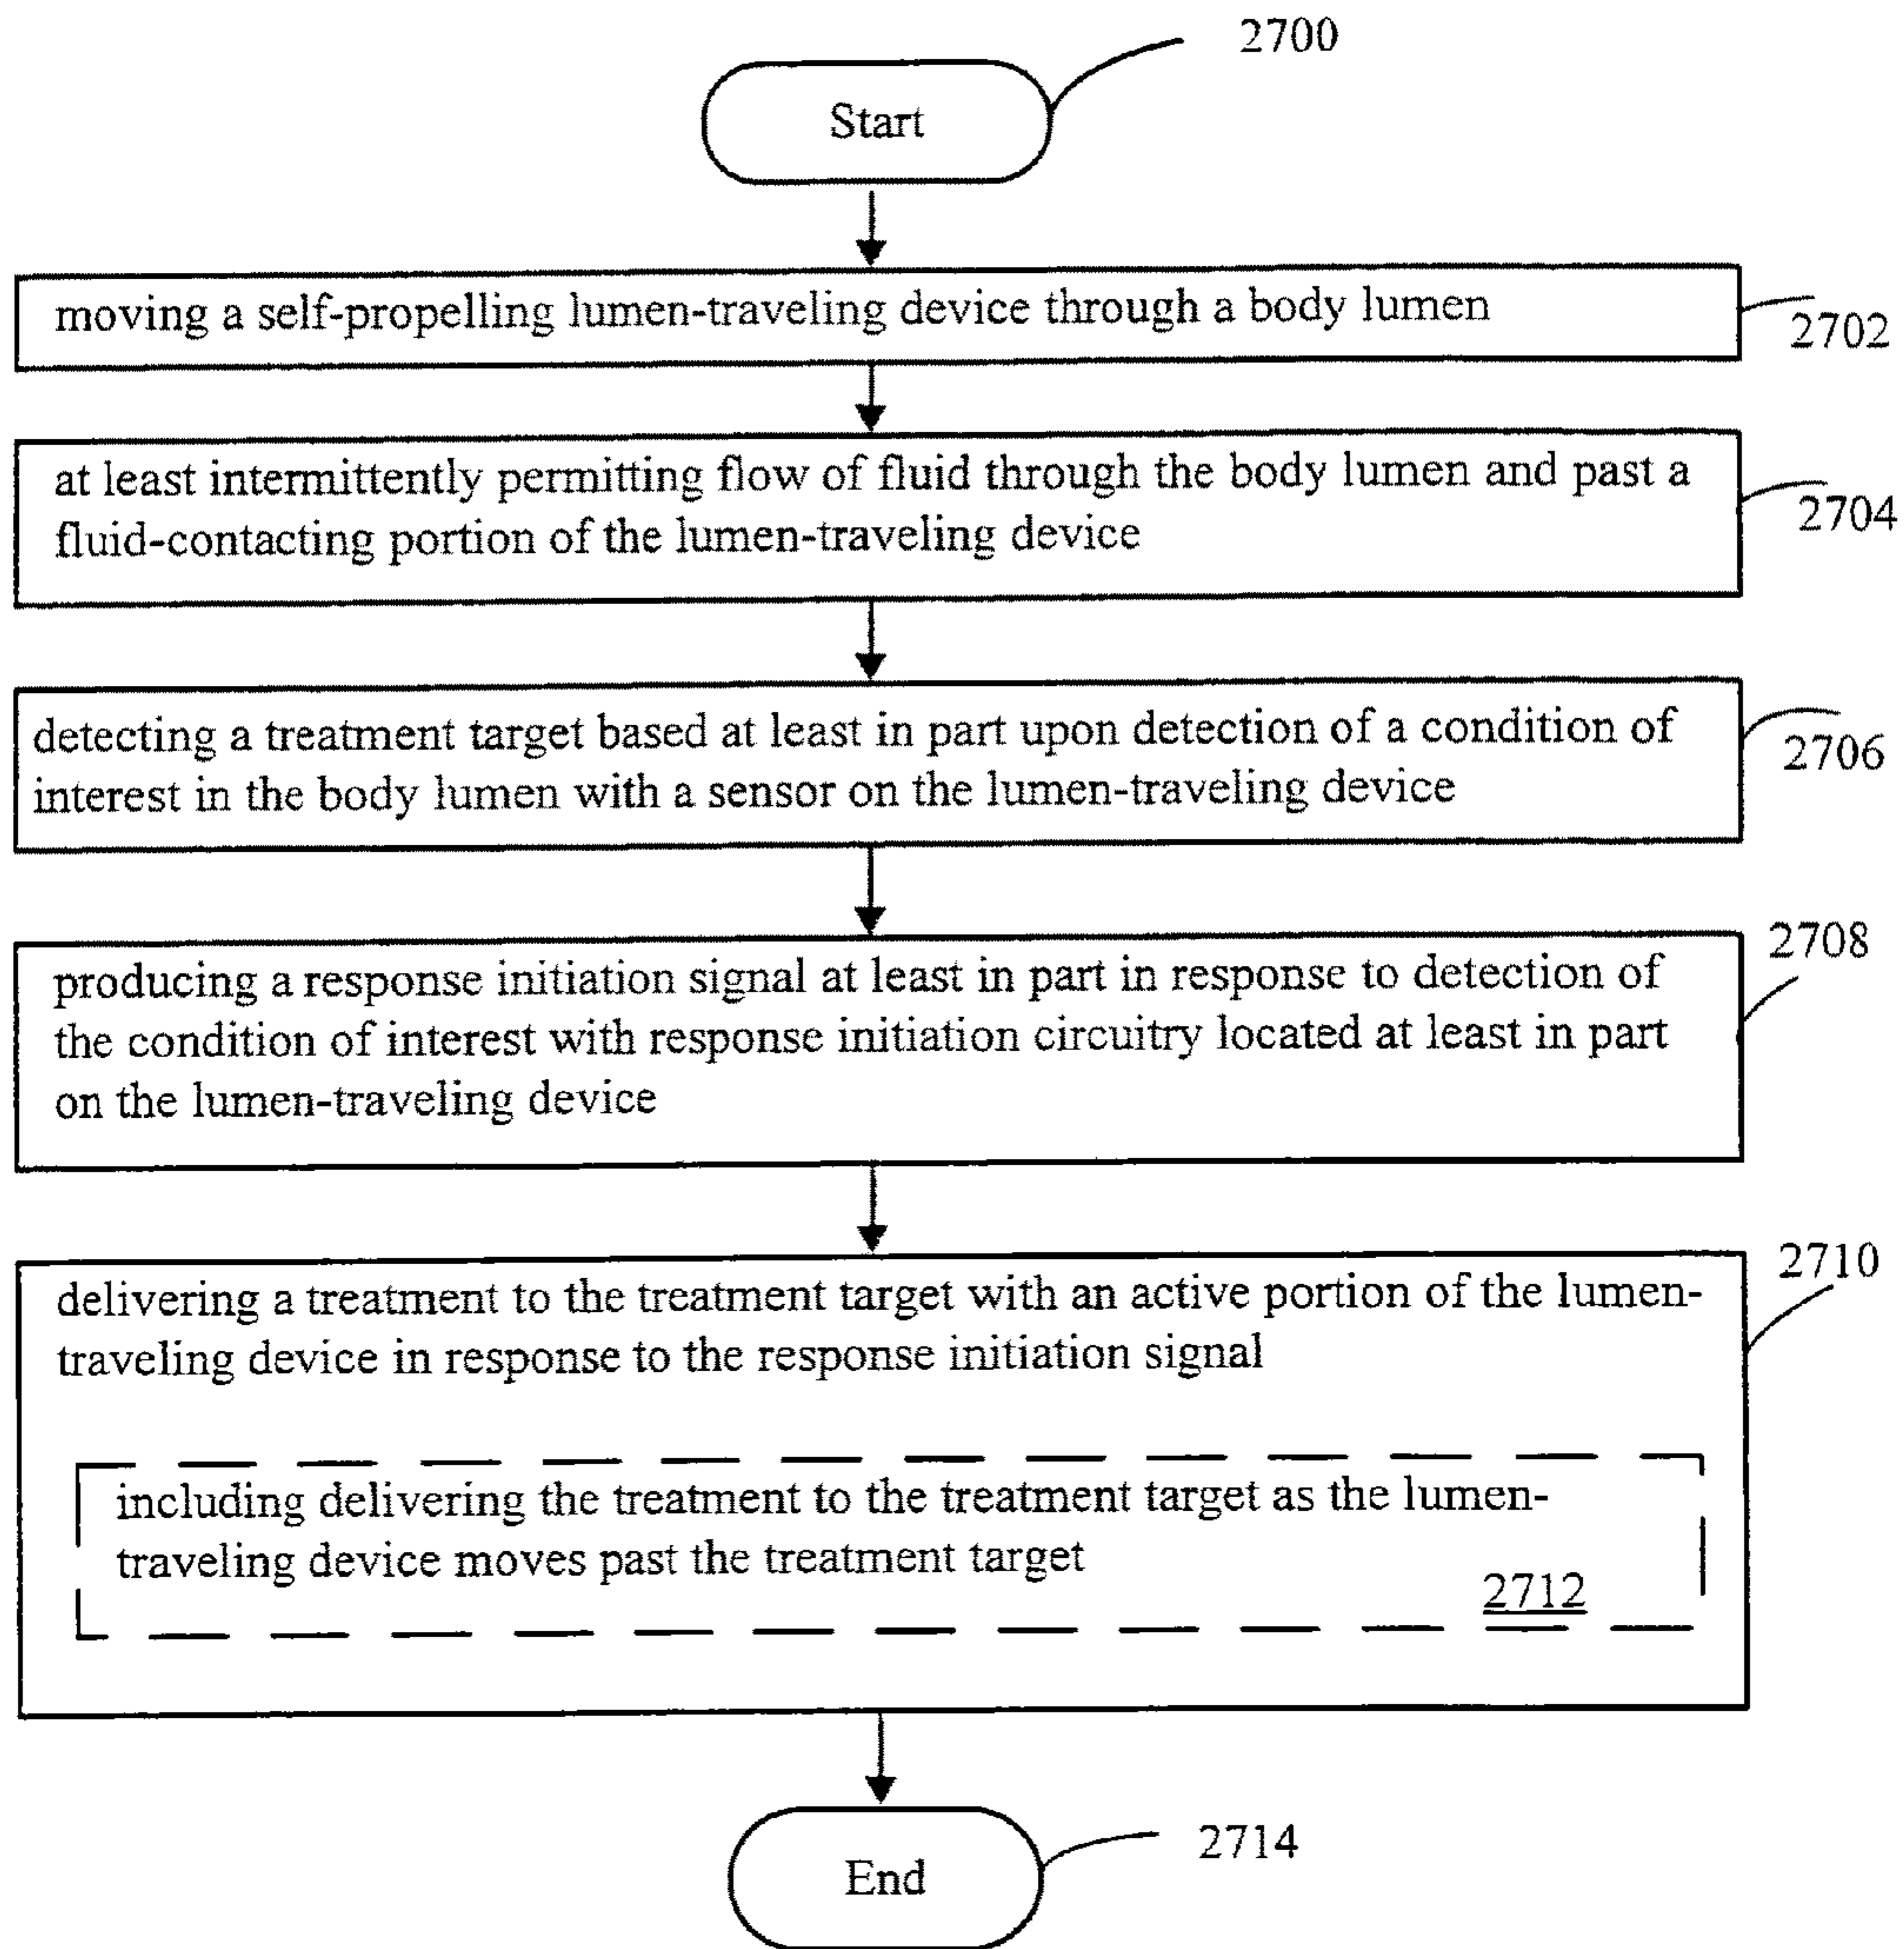 2700
Start
moving a self-propelling lumen-traveling device through a body lumen
2702
at least intermittently permitting flow of fluid through the body lumen and past a
fluid-contacting portion of the lumen-traveling device
2704
detecting a treatment target based at least in part upon detection of a condition of
interest in the body lumen with a sensor on the lumen-traveling device
2706
producing a response initiation signal at least in part in response to detection of
the condition of interest with response initiation circuitry located at least in part
on the lumen-traveling device
2708
delivering a treatment to the treatment target with an active portion of the lumen-
traveling device in response to the response initiation signal
2710
including delivering the treatment to the treatment target as the lumen-
traveling device moves past the treatment target
2712
End
2714